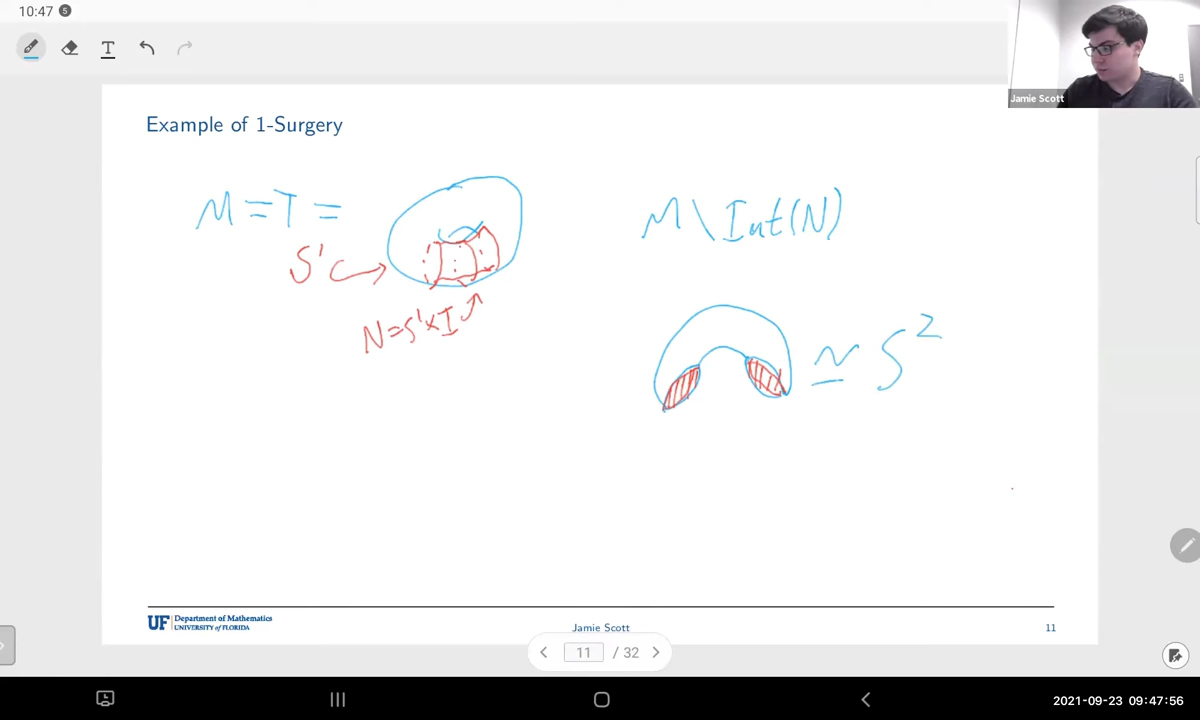 10:47 5
T
Jamie Scott
Example of 1-Surgery
M = T =
S¹
N = S¹ × I
M \ Int(N)
≃ S²
UF Department of Mathematics
UNIVERSITY of FLORIDA
Jamie Scott
11
11 / 32
2021-09-23 09:47:56